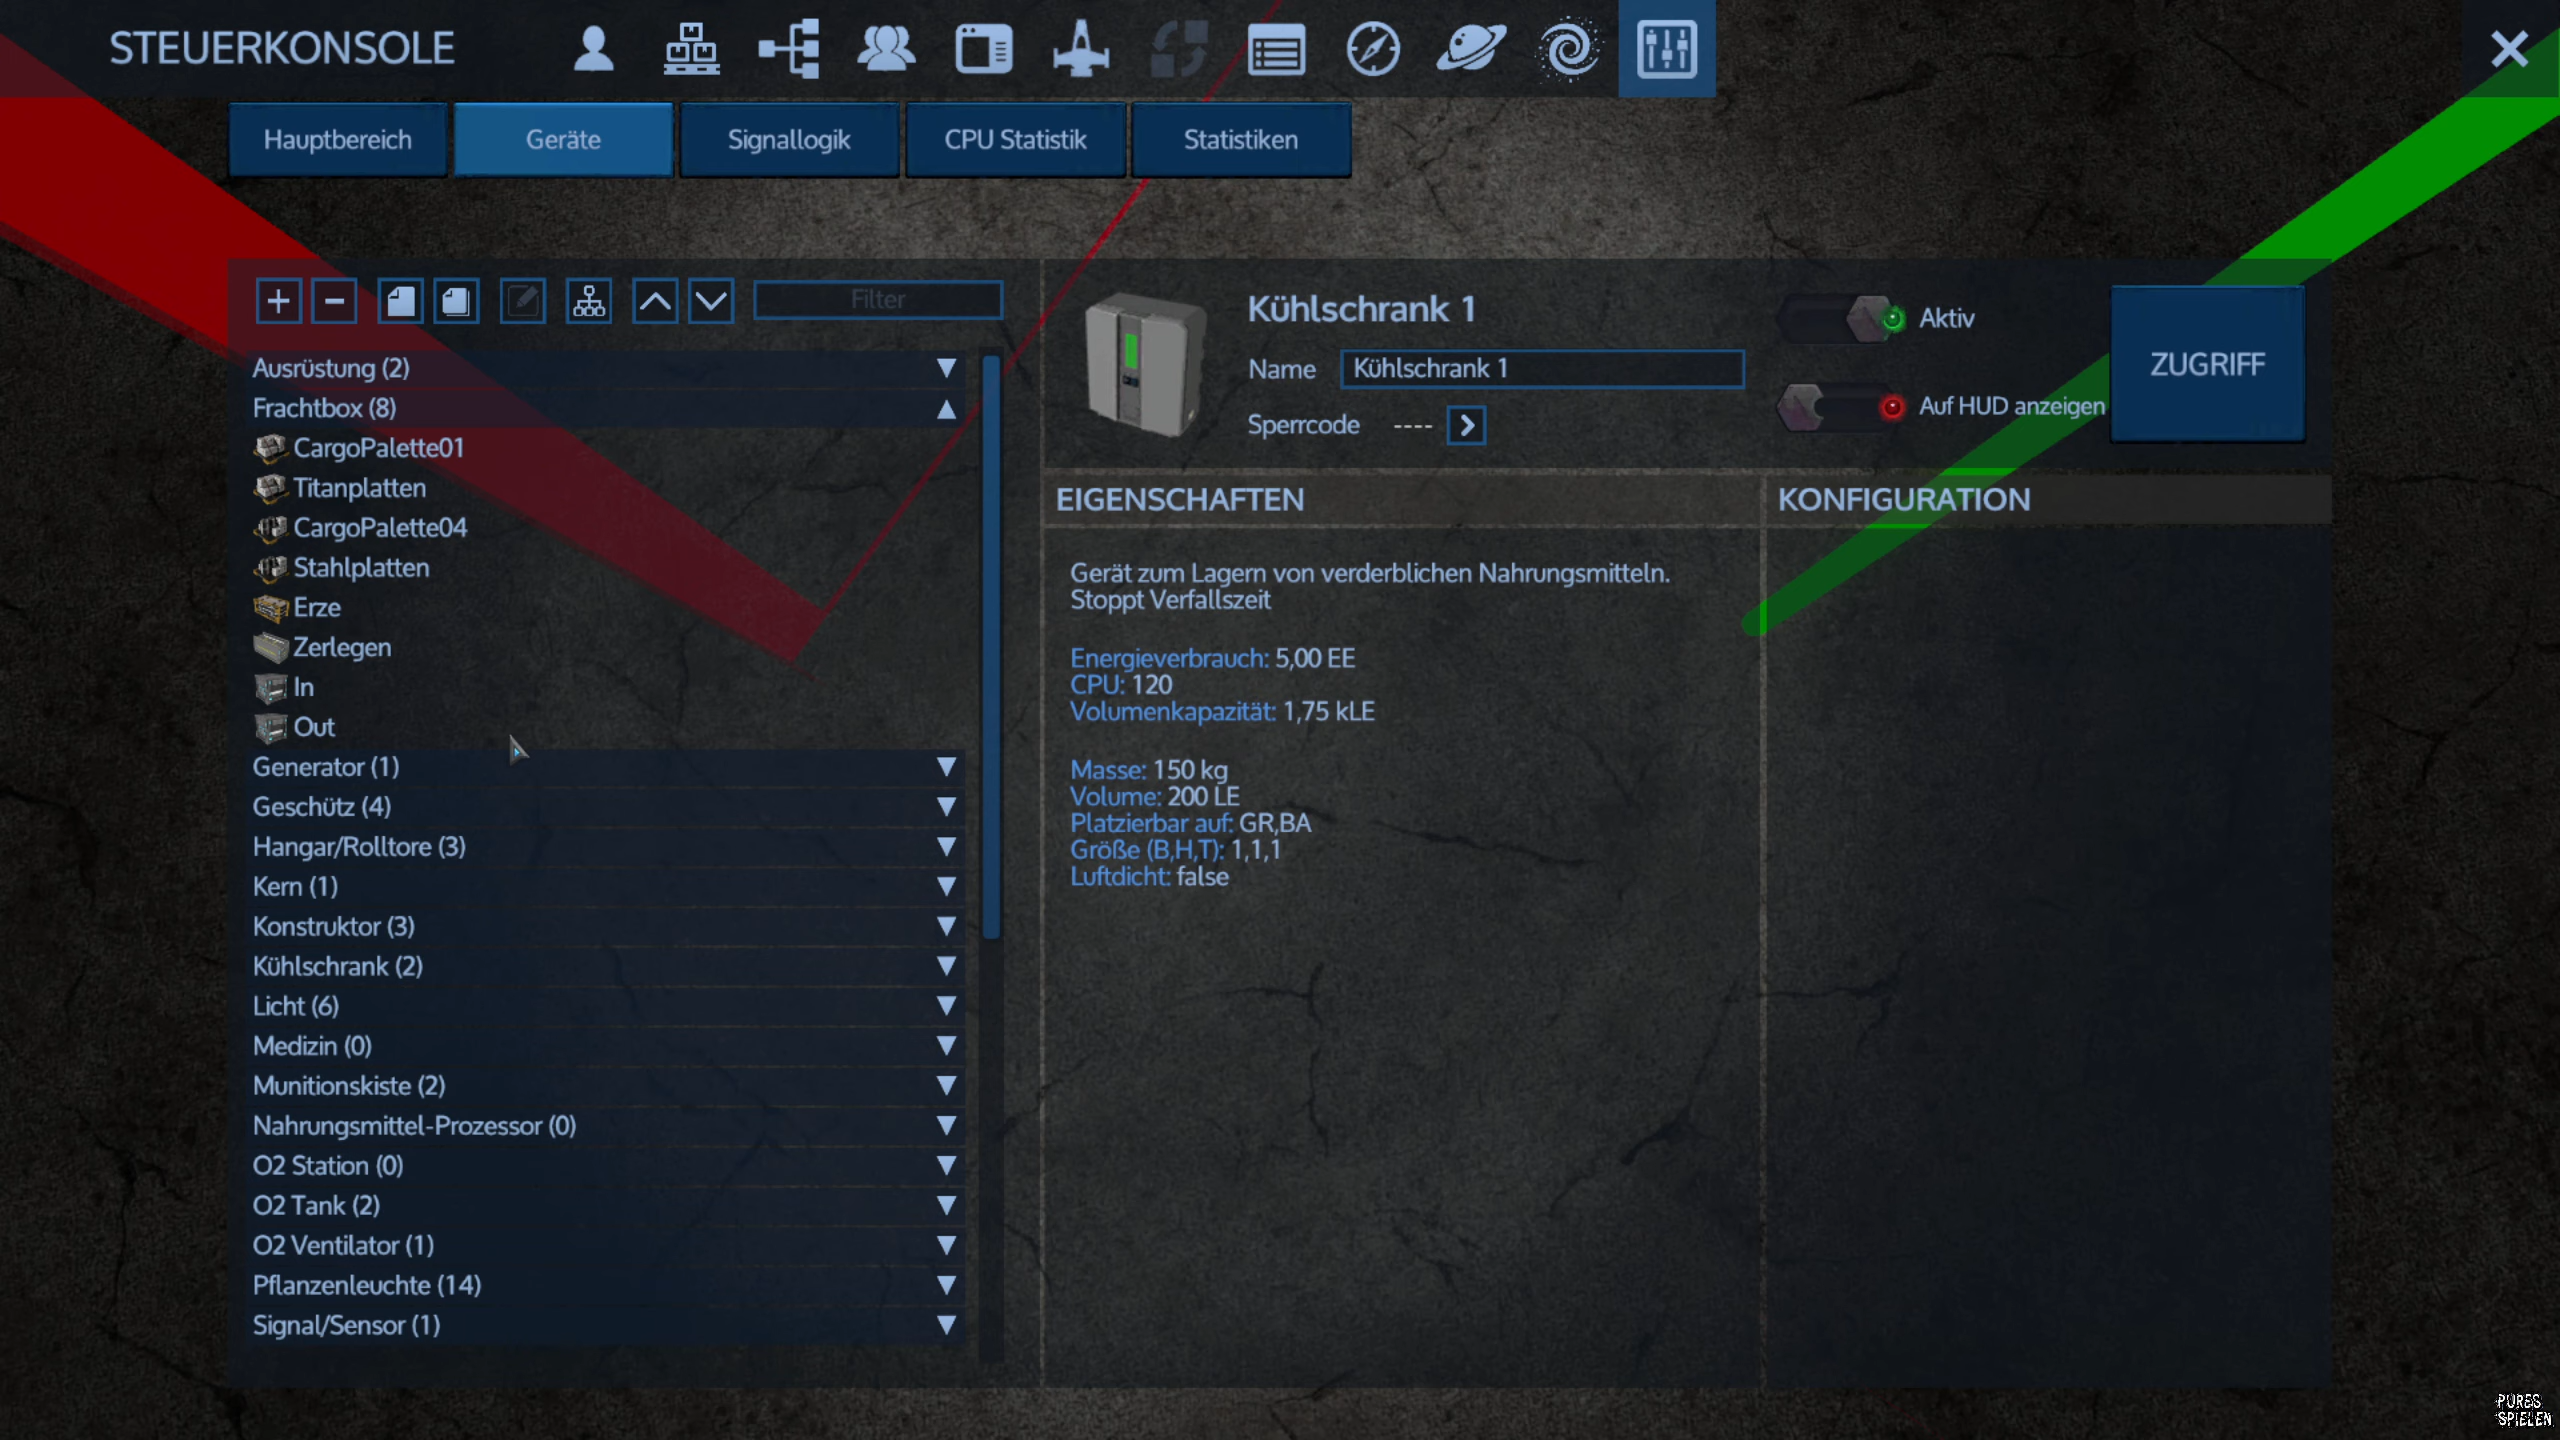 STEUERKONSOLE
Hauptbereich
Geräte
Signallogik
CPU Statistik
Statistiken
Filter
Ausrüstung (2)
Frachtbox (8)
CargoPalette01
Titanplatten
CargoPalette04
Stahlplatten
Erze
Zerlegen
In
Out
Generator (1)
Geschütz (4)
Hangar/Rolltore (3)
Kern (1)
Konstruktor (3)
Kühlschrank (2)
Licht (6)
Medizin (0)
Munitionskiste (2)
Nahrungsmittel-Prozessor (0)
O2 Station (0)
O2 Tank (2)
O2 Ventilator (1)
Pflanzenleuchte (14)
Signal/Sensor (1)
Kühlschrank 1
Name Kühlschrank 1
Sperrcode ----
Aktiv
Auf HUD anzeigen
ZUGRIFF
EIGENSCHAFTEN
Gerät zum Lagern von verderblichen Nahrungsmitteln.
Stoppt Verfallszeit
Energieverbrauch: 5,00 EE
CPU: 120
Volumenkapazität: 1,75 kLE
Masse: 150 kg
Volume: 200 LE
Platzierbar auf: GR,BA
Größe (B,H,T): 1,1,1
Luftdicht: false
KONFIGURATION
PURES
SPIELEN